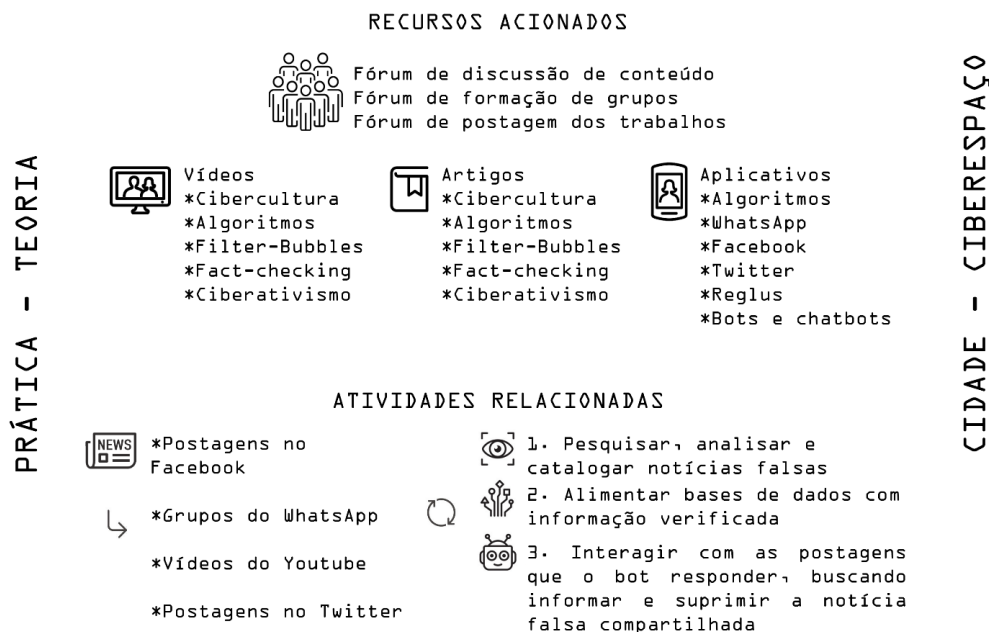 RECURSOS ACIONADOS
Fórum de discussão de conteúdo
Fórum de formação de grupos
Fórum de postagem dos trabalhos
PRÁTICA - TEORIA
Vídeos
*Cibercultura
*Algoritmos
*Filter-Bubbles
*Fact-checking
*Ciberativismo
Artigos
*Cibercultura
*Algoritmos
*Filter-Bubbles
*Fact-checking
*Ciberativismo
Aplicativos
*Algoritmos
*WhatsApp
*Facebook
*Twitter
*Reglus
*Bots e chatbots
CIDADE - CIBERESPAÇO
ATIVIDADES RELACIONADAS
NEWS
*Postagens no
Facebook
*Grupos do WhatsApp
*Vídeos do Youtube
*Postagens no Twitter
1. Pesquisar, analisar e
catalogar notícias falsas
2. Alimentar bases de dados com
informação verificada
3. Interagir com as postagens
que o bot responder, buscando
informar e suprimir a notícia
falsa compartilhada